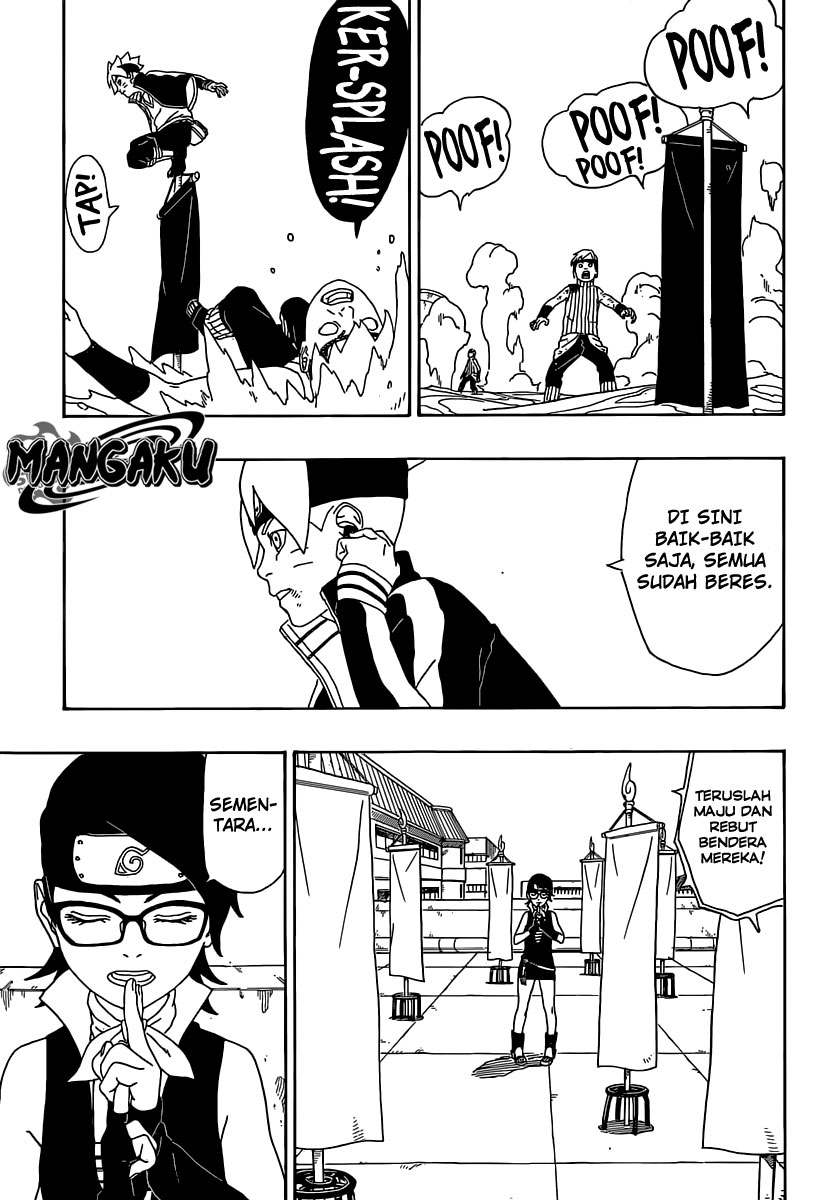 POOF!
POOF!
POOF!
POOF!
KER-SPLASH!
TAP!
MANGAKU
DI SINI
BAIK-BAIK
SAJA, SEMUA
SUDAH BERES.
TERUSLAH
MAJU DAN
REBUT
BENDERA
MEREKA!
SEMEN-
TARA...